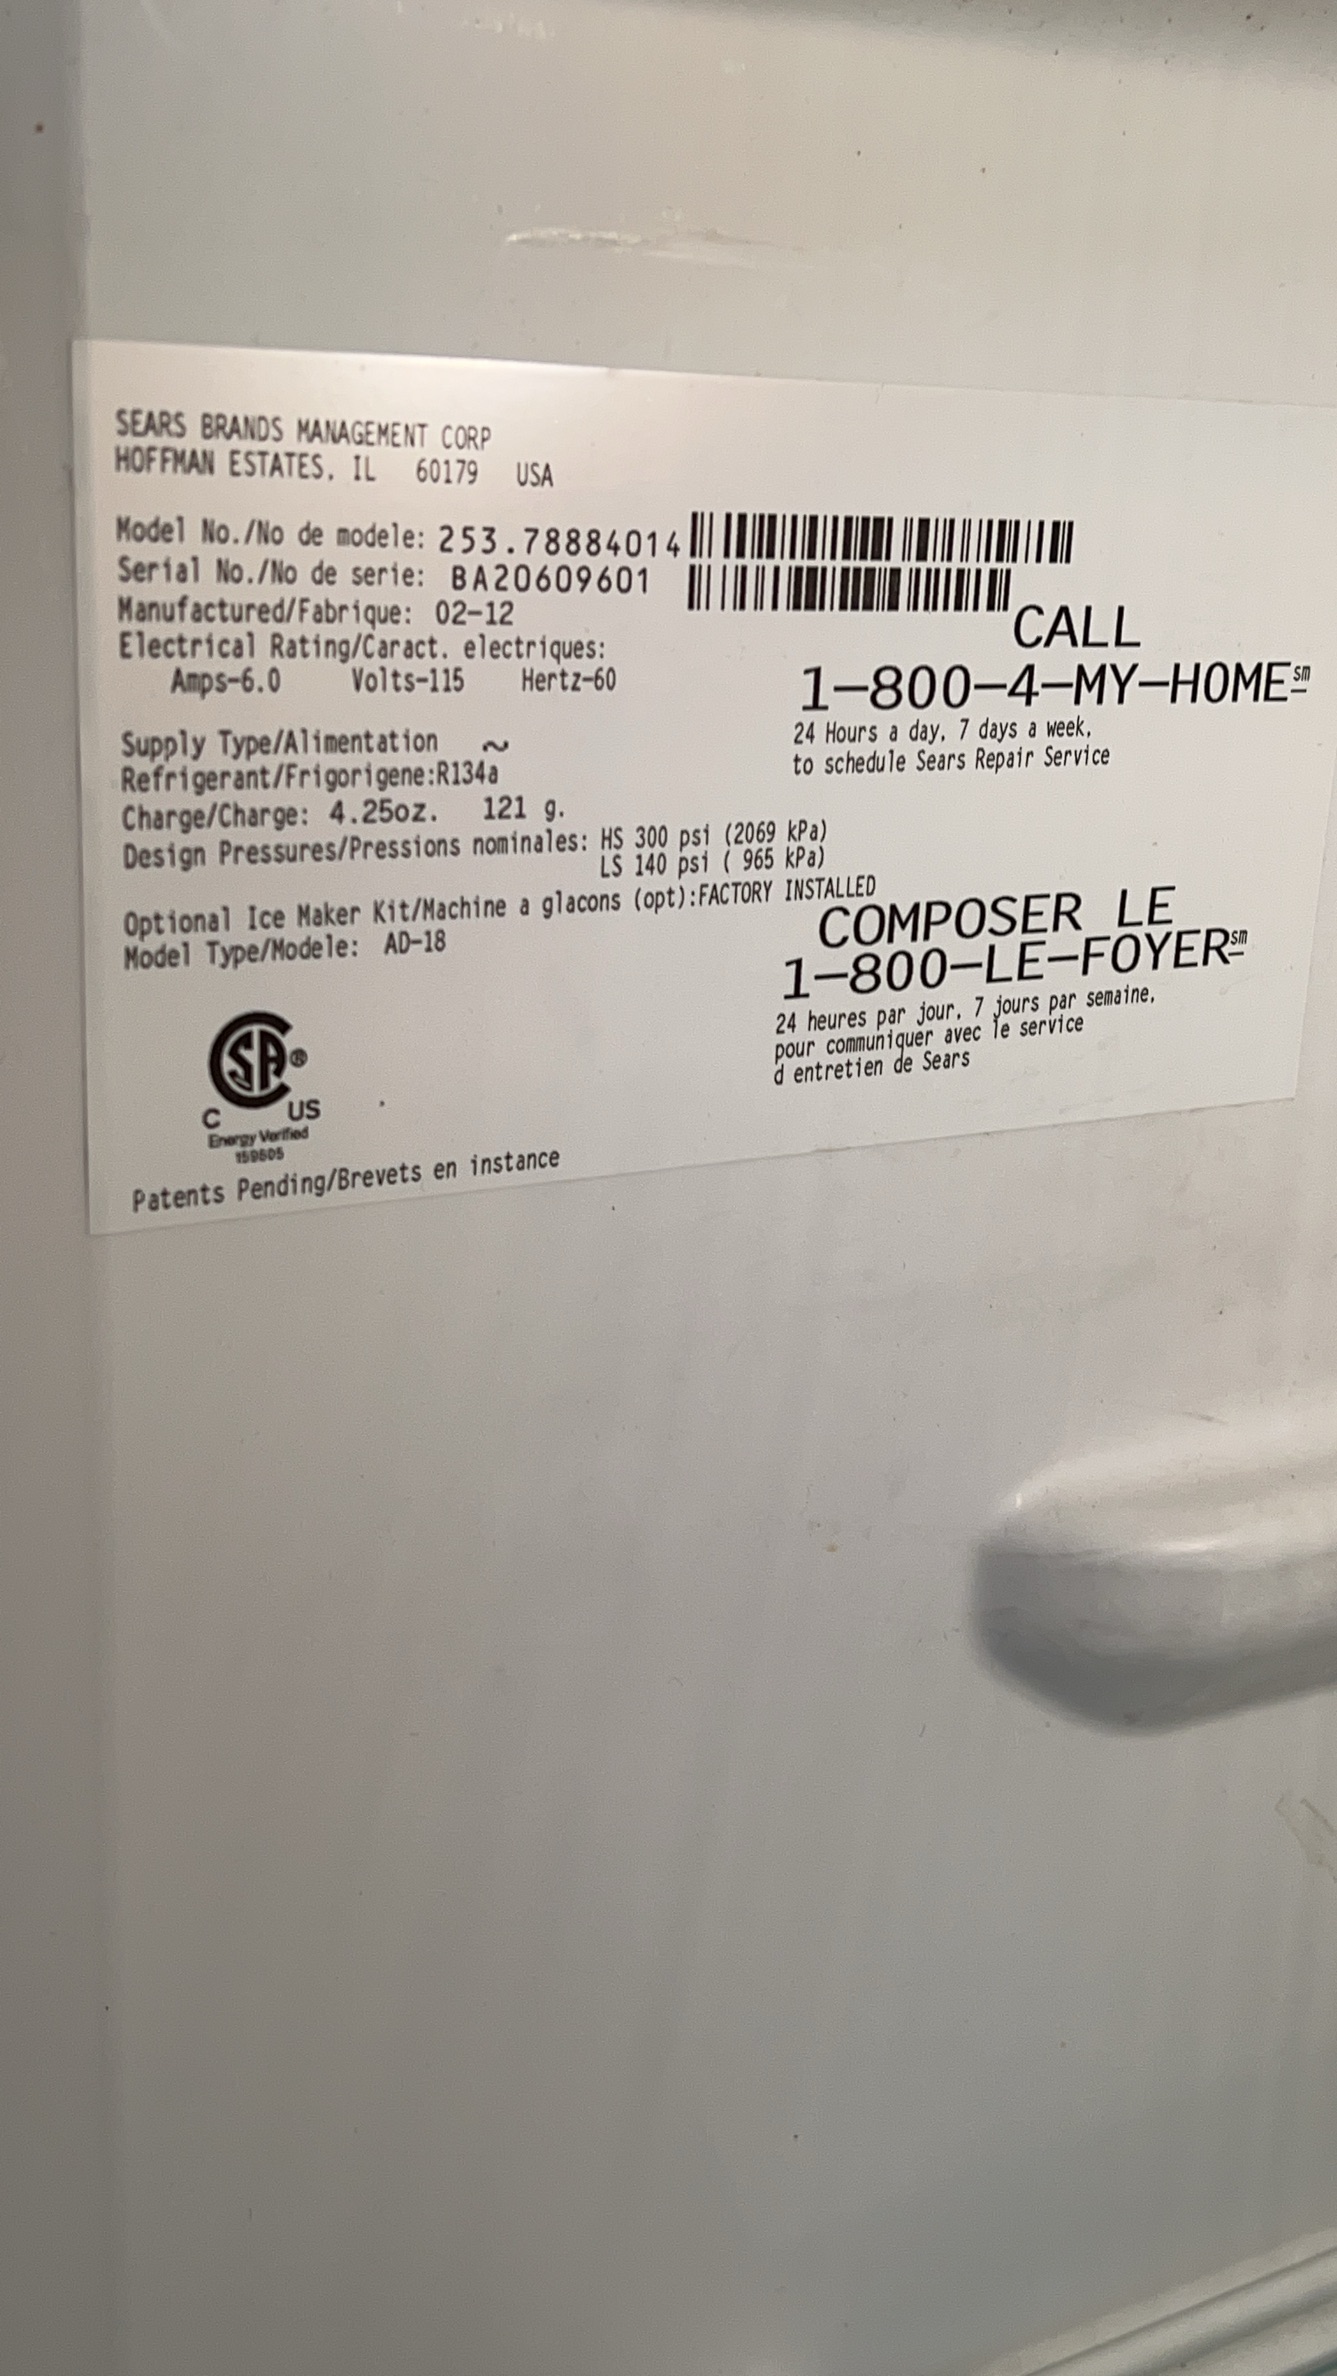 SEARS BRANDS MANAGEMENT CORP
HOFFMAN ESTATES, IL 60179 USA
Model No./No de modele: 253.78884014
Serial No./No de serie: BA20609601
Manufactured/Fabrique: 02-12
Electrical Rating/Caract. electriques:
Amps-6.0 Volts-115 Hertz-60
CALL
1-800-4-MY-HOME℠
24 Hours a day, 7 days a week,
to schedule Sears Repair Service
Supply Type/Alimentation ~
Refrigerant/Frigorigene:R134a
Charge/Charge: 4.25oz. 121 g.
Design Pressures/Pressions nominales: HS 300 psi (2069 kPa)
LS 140 psi ( 965 kPa)
Optional Ice Maker Kit/Machine a glacons (opt):FACTORY INSTALLED
Model Type/Modele: AD-18
COMPOSER LE
1-800-LE-FOYER℠
24 heures par jour, 7 jours par semaine,
pour communiquer avec le service
d entretien de Sears
SA®
C US
Energy Verified
159505
Patents Pending/Brevets en instance